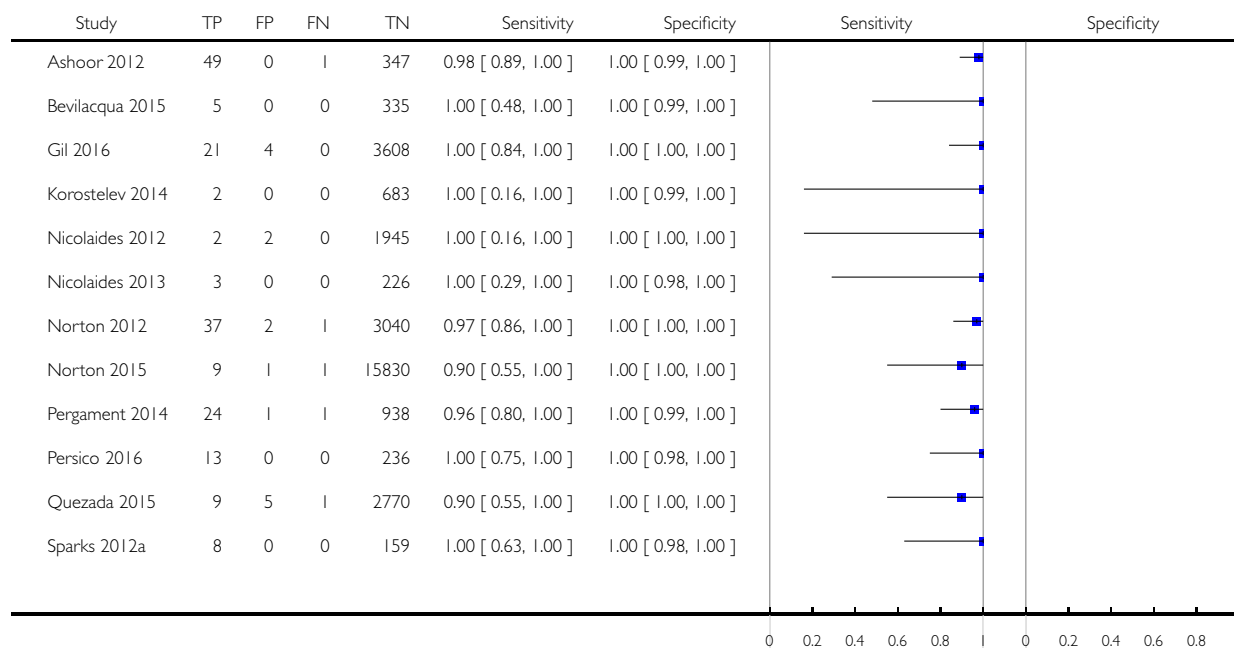 Study TP FP FN TN Sensitivity Specificity Sensitivity Specificity
Ashoor 2012 49 0 1 347 0.98 [ 0.89, 1.00 ] 1.00 [ 0.99, 1.00 ]
Bevilacqua 2015 5 0 0 335 1.00 [ 0.48, 1.00 ] 1.00 [ 0.99, 1.00 ]
Gil 2016 21 4 0 3608 1.00 [ 0.84, 1.00 ] 1.00 [ 1.00, 1.00 ]
Korostelev 2014 2 0 0 683 1.00 [ 0.16, 1.00 ] 1.00 [ 0.99, 1.00 ]
Nicolaides 2012 2 2 0 1945 1.00 [ 0.16, 1.00 ] 1.00 [ 1.00, 1.00 ]
Nicolaides 2013 3 0 0 226 1.00 [ 0.29, 1.00 ] 1.00 [ 0.98, 1.00 ]
Norton 2012 37 2 1 3040 0.97 [ 0.86, 1.00 ] 1.00 [ 1.00, 1.00 ]
Norton 2015 9 1 1 15830 0.90 [ 0.55, 1.00 ] 1.00 [ 1.00, 1.00 ]
Pergament 2014 24 1 1 938 0.96 [ 0.80, 1.00 ] 1.00 [ 0.99, 1.00 ]
Persico 2016 13 0 0 236 1.00 [ 0.75, 1.00 ] 1.00 [ 0.98, 1.00 ]
Quezada 2015 9 5 1 2770 0.90 [ 0.55, 1.00 ] 1.00 [ 1.00, 1.00 ]
Sparks 2012a 8 0 0 159 1.00 [ 0.63, 1.00 ] 1.00 [ 0.98, 1.00 ]
0 0.2 0.4 0.6 0.8 1 0 0.2 0.4 0.6 0.8